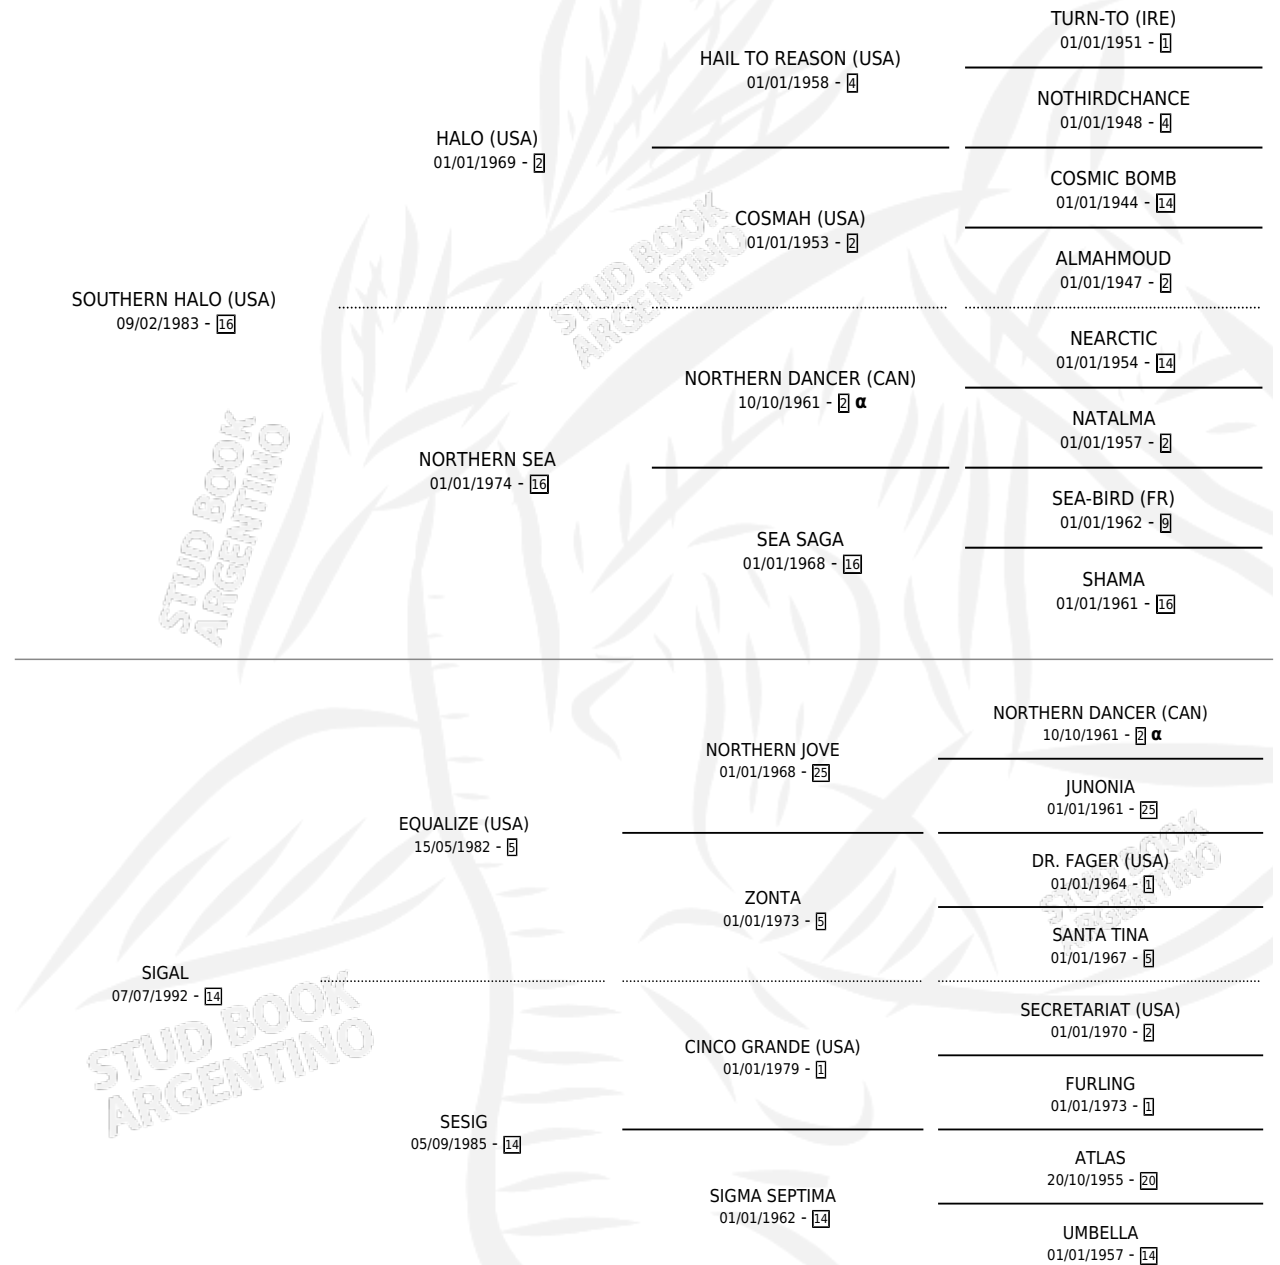 TURN-TO (IRE)
01/01/1951 - 1
HAIL TO REASON (USA)
01/01/1958 - 4
NOTHIRDCHANCE
01/01/1948 - 4
HALO (USA)
01/01/1969 - 2
COSMIC BOMB
01/01/1944 - 14
COSMAH (USA)
01/01/1953 - 2
ALMAHMOUD
01/01/1947 - 2
SOUTHERN HALO (USA)
09/02/1983 - 16
NEARCTIC
01/01/1954 - 14
NORTHERN DANCER (CAN)
10/10/1961 - 2 α
NATALMA
01/01/1957 - 2
NORTHERN SEA
01/01/1974 - 16
SEA-BIRD (FR)
01/01/1962 - 9
SEA SAGA
01/01/1968 - 16
SHAMA
01/01/1961 - 16
STUD BOOK
ARGENTINO
STUD BOOK
ARGENTINO
NORTHERN DANCER (CAN)
10/10/1961 - 2 α
NORTHERN JOVE
01/01/1968 - 25
JUNONIA
01/01/1961 - 25
EQUALIZE (USA)
15/05/1982 - 5
DR. FAGER (USA)
01/01/1964 - 1
ZONTA
01/01/1973 - 5
SANTA TINA
01/01/1967 - 5
SIGAL
07/07/1992 - 14
SECRETARIAT (USA)
01/01/1970 - 2
CINCO GRANDE (USA)
01/01/1979 - 1
FURLING
01/01/1973 - 1
SESIG
05/09/1985 - 14
ATLAS
20/10/1955 - 20
SIGMA SEPTIMA
01/01/1962 - 14
UMBELLA
01/01/1957 - 14
STUD BOOK
ARGENTINO
STUD BOOK
ARGENTINO